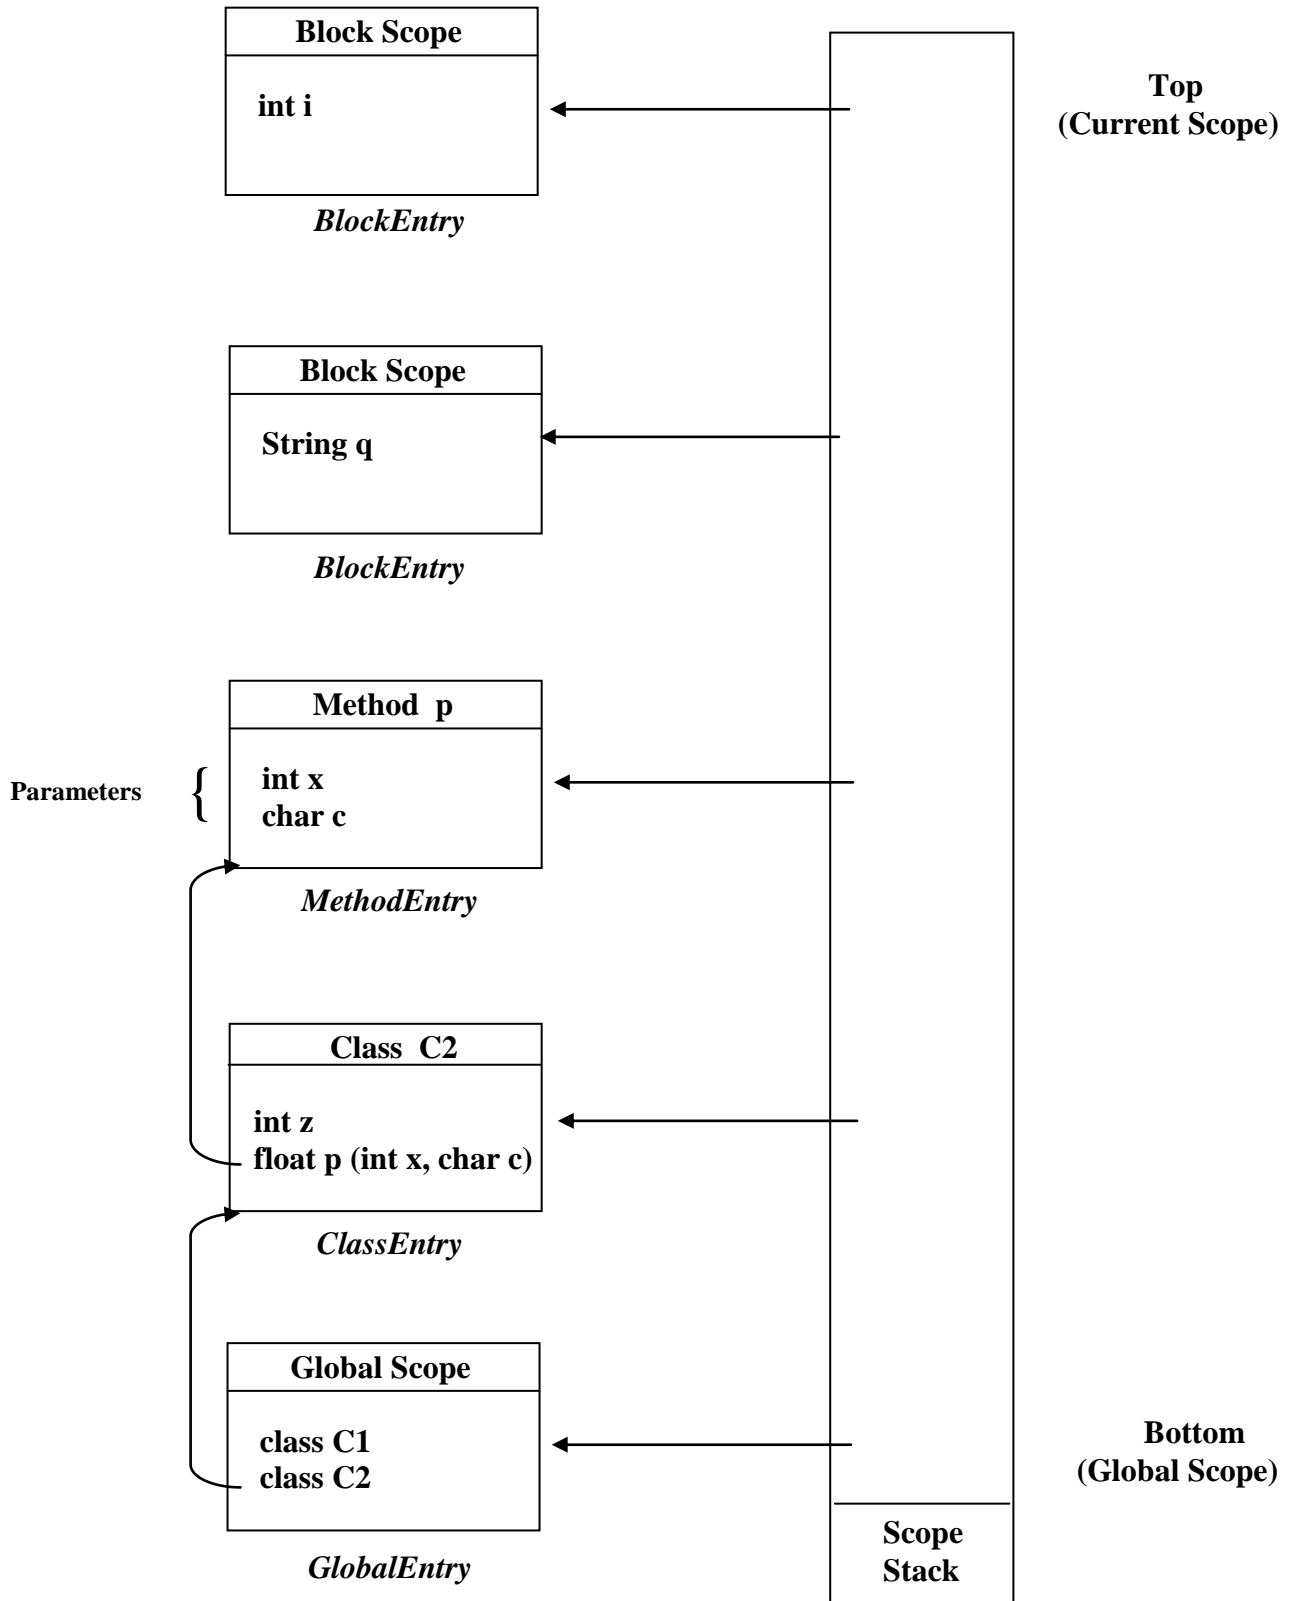 Block Scope
int i
BlockEntry
Top
(Current Scope)
Block Scope
String q
BlockEntry
Method p
Parameters {
int x
char c
MethodEntry
Class C2
int z
float p (int x, char c)
ClassEntry
Global Scope
class C1
class C2
GlobalEntry
Bottom
(Global Scope)
Scope
Stack